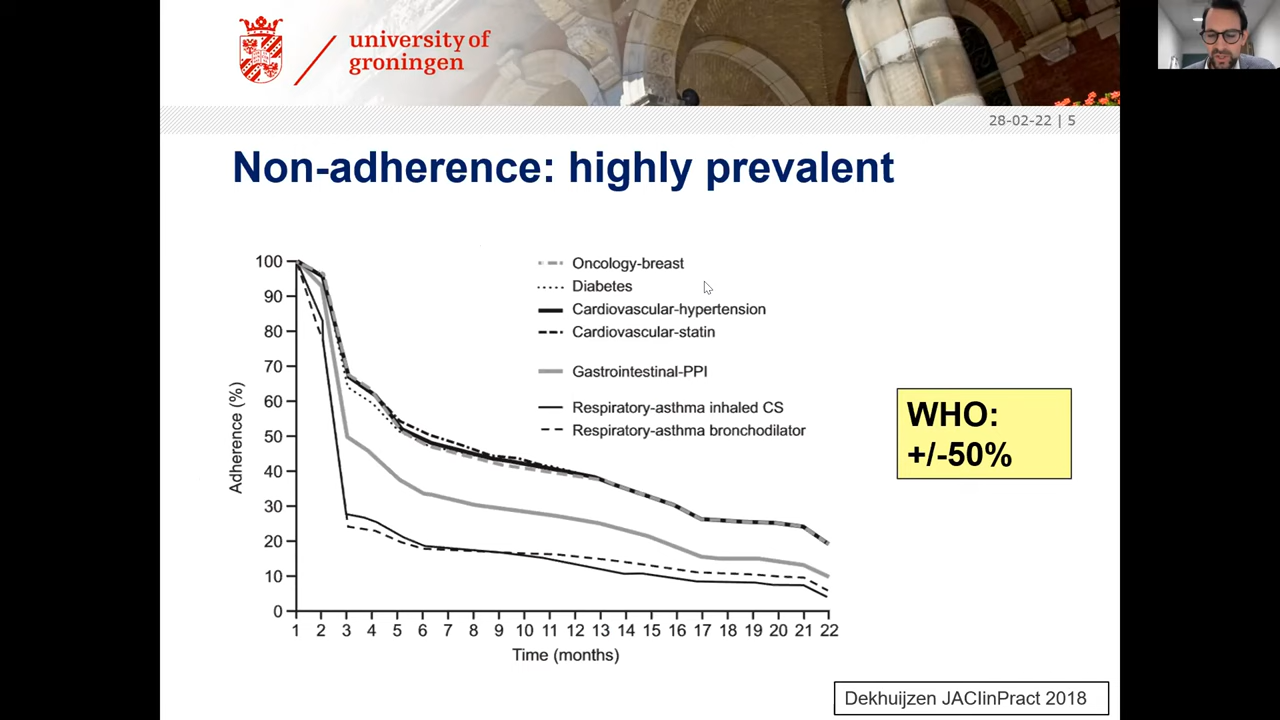 university of
groningen
28-02-22 | 5
Non-adherence: highly prevalent
Oncology-breast
Diabetes
Cardiovascular-hypertension
Cardiovascular-statin
Gastrointestinal-PPI
Respiratory-asthma inhaled CS
Respiratory-asthma bronchodilator
Adherence (%)
100
90
80
70
60
50
40
30
20
10
0
1 2 3 4 5 6 7 8 9 10 11 12 13 14 15 16 17 18 19 20 21 22
Time (months)
WHO:
+/-50%
Dekhuijzen JACIinPract 2018